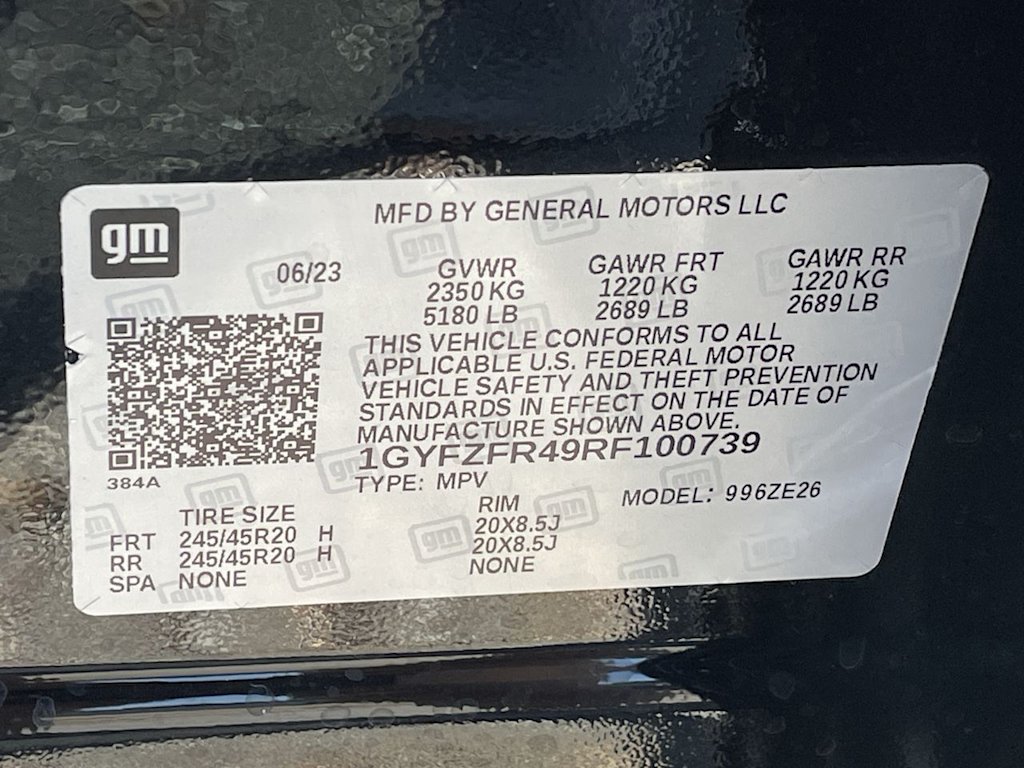 gm
MFD BY GENERAL MOTORS LLC
06/23
GVWR GAWR FRT GAWR RR
2350 KG 1220 KG 1220 KG
5180 LB 2689 LB 2689 LB
THIS VEHICLE CONFORMS TO ALL
APPLICABLE U.S. FEDERAL MOTOR
VEHICLE SAFETY AND THEFT PREVENTION
STANDARDS IN EFFECT ON THE DATE OF
MANUFACTURE SHOWN ABOVE.
1GYFZFR49RF100739
384A
TYPE: MPV MODEL: 996ZE26
TIRE SIZE RIM
FRT 245/45R20 H 20X8.5J
RR 245/45R20 H 20X8.5J
SPA NONE NONE